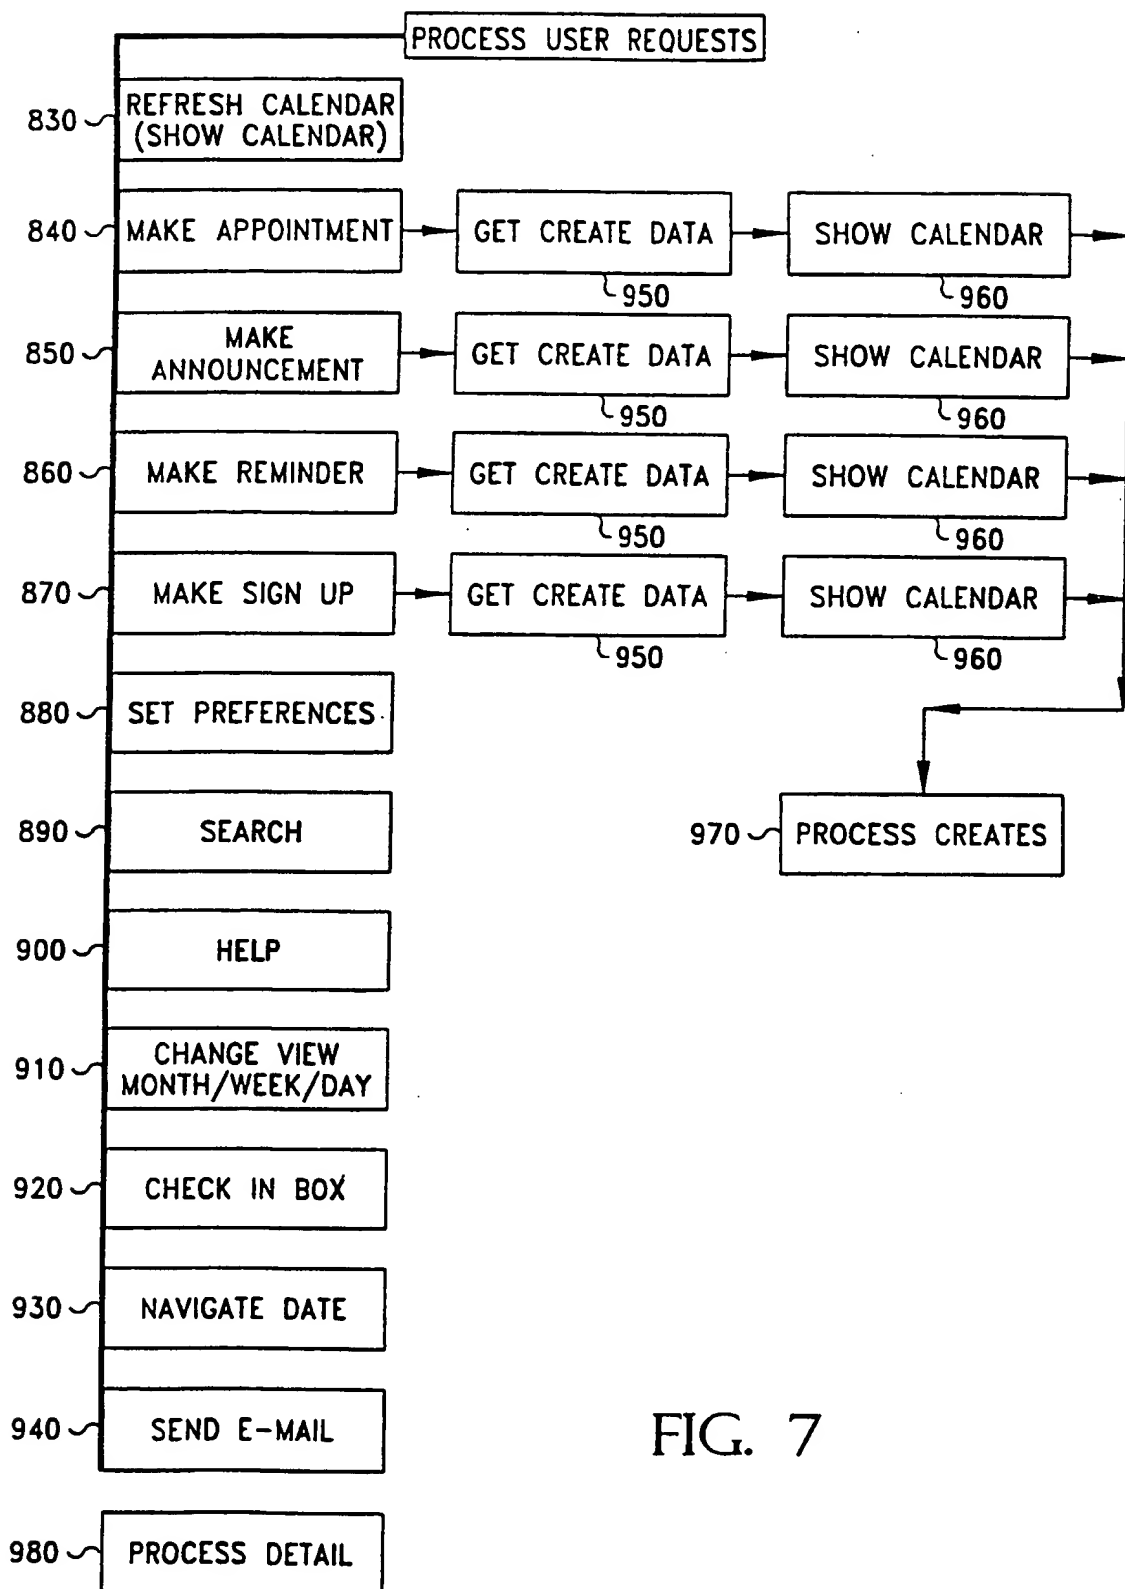 PROCESS USER REQUESTS
830
REFRESH CALENDAR
(SHOW CALENDAR)
840
MAKE APPOINTMENT
GET CREATE DATA
SHOW CALENDAR
950
960
850
MAKE
ANNOUNCEMENT
GET CREATE DATA
SHOW CALENDAR
950
960
860
MAKE REMINDER
GET CREATE DATA
SHOW CALENDAR
950
960
870
MAKE SIGN UP
GET CREATE DATA
SHOW CALENDAR
950
960
880
SET PREFERENCES
890
SEARCH
970
PROCESS CREATES
900
HELP
910
CHANGE VIEW
MONTH/WEEK/DAY
920
CHECK IN BOX
930
NAVIGATE DATE
940
SEND E-MAIL
FIG. 7
980
PROCESS DETAIL